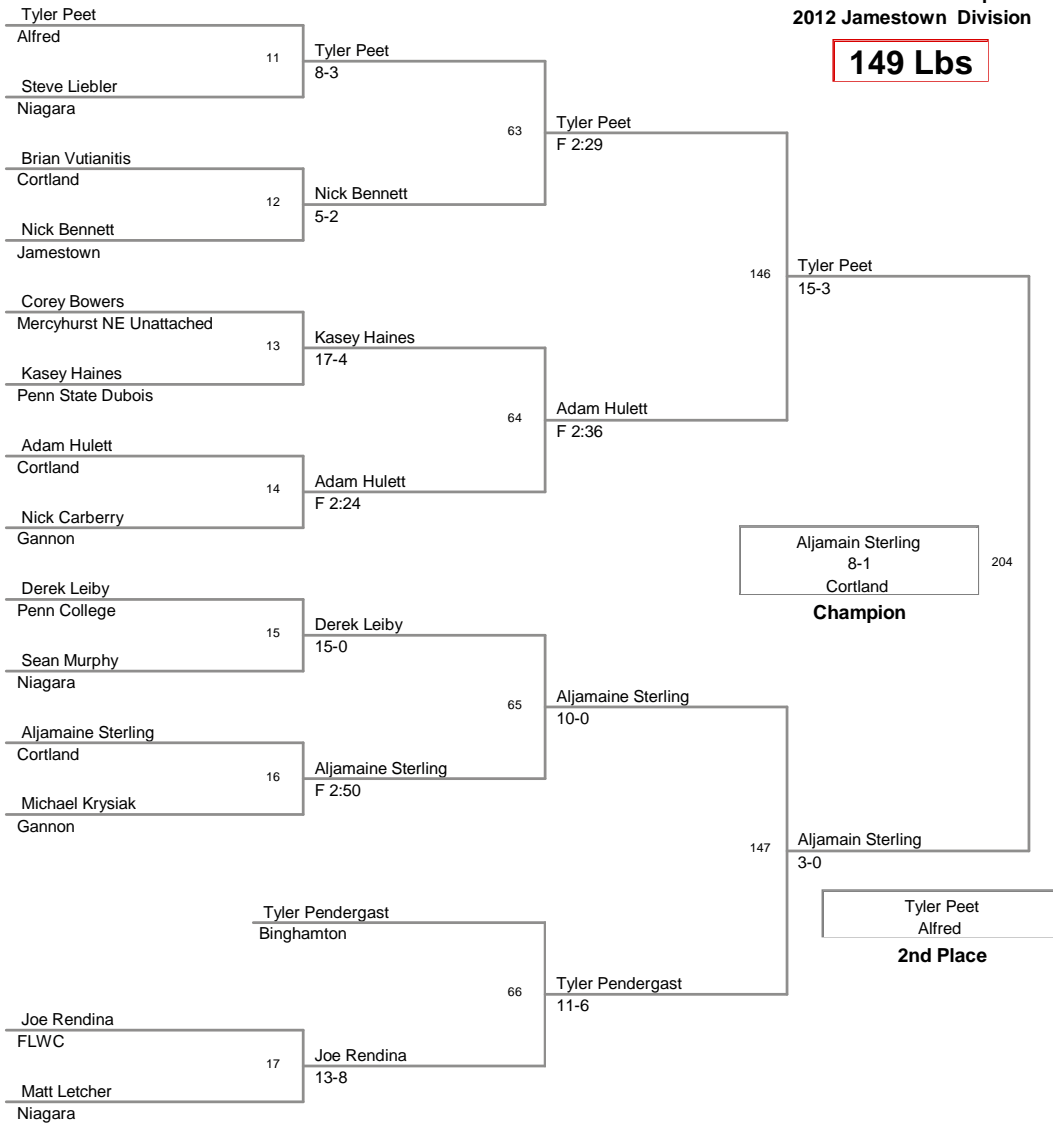 2012 Jamestown Division
149 Lbs
Tyler Peet
Alfred
11
Steve Liebler
Niagara
Tyler Peet
8-3
Brian Vutianitis
Cortland
12
Nick Bennett
Jamestown
Nick Bennett
5-2
63
Tyler Peet
F 2:29
Corey Bowers
Mercyhurst NE Unattached
13
Kasey Haines
Penn State Dubois
Kasey Haines
17-4
Adam Hulett
Cortland
14
Nick Carberry
Gannon
Adam Hulett
F 2:24
64
Adam Hulett
F 2:36
146
Tyler Peet
15-3
Derek Leiby
Penn College
15
Sean Murphy
Niagara
Derek Leiby
15-0
Aljamaine Sterling
Cortland
16
Michael Krysiak
Gannon
Aljamaine Sterling
F 2:50
65
Aljamaine Sterling
10-0
Tyler Pendergast
Binghamton
Joe Rendina
FLWC
17
Matt Letcher
Niagara
Joe Rendina
13-8
66
Tyler Pendergast
11-6
147
Aljamain Sterling
3-0
204
Aljamain Sterling
8-1
Cortland
Champion
Tyler Peet
Alfred
2nd Place